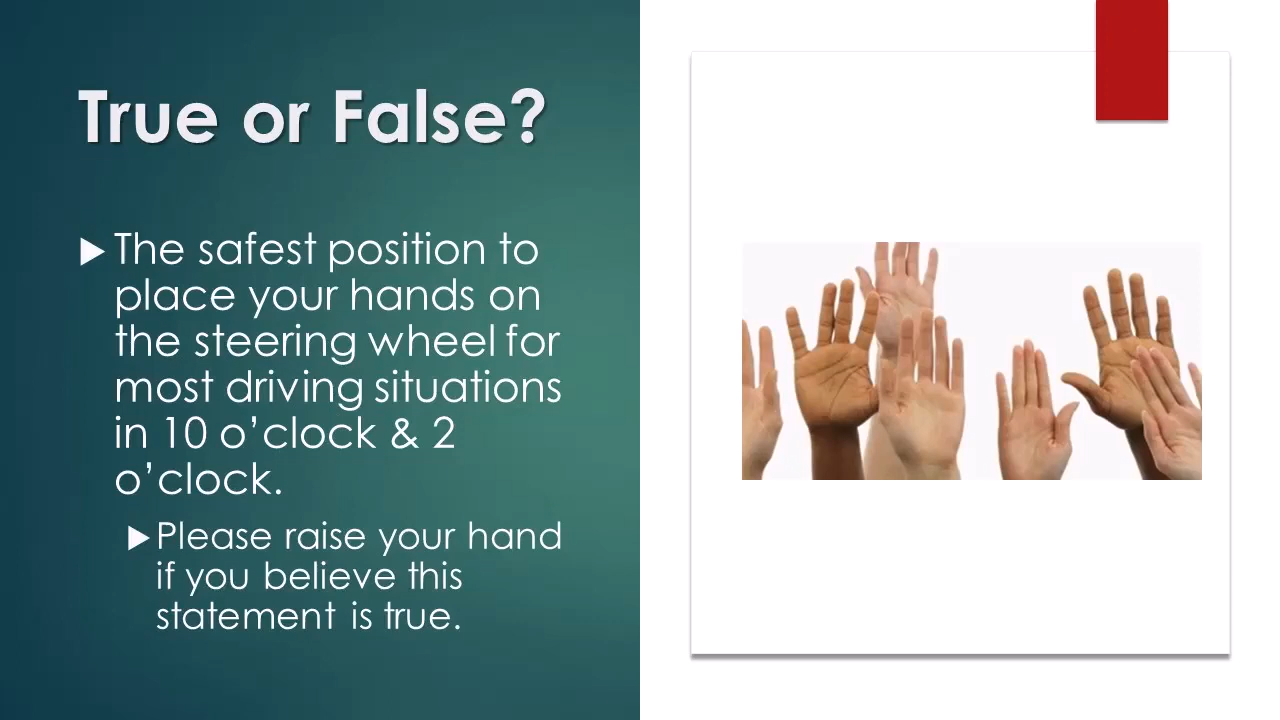 True or False?
The safest position to
place your hands on
the steering wheel for
most driving situations
in 10 o’clock & 2
o’clock.
Please raise your hand
if you believe this
statement is true.